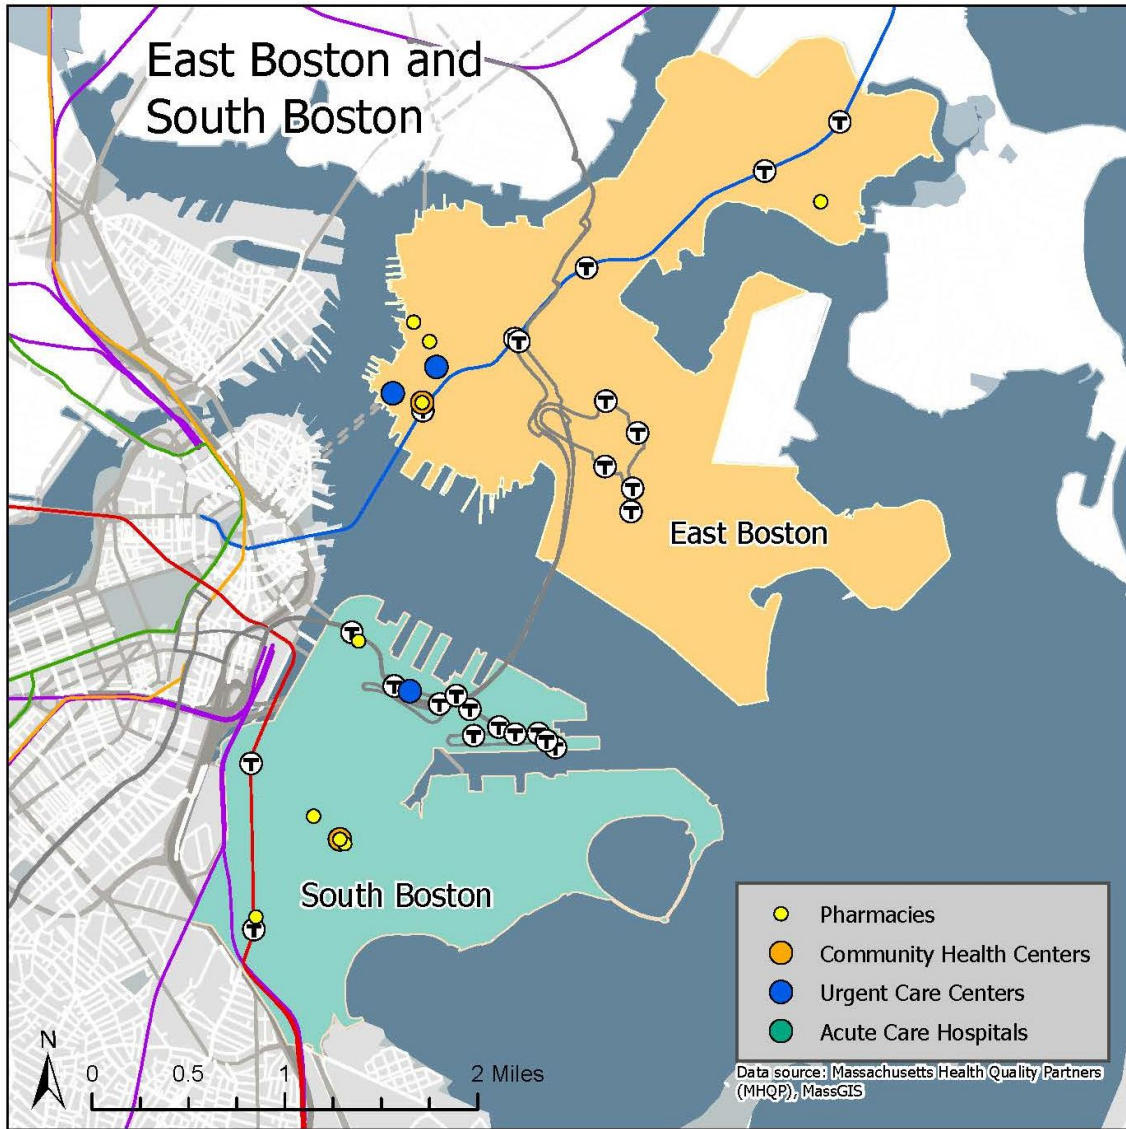 East Boston and
South Boston
T
T
T
T
T
T
T
T
T
T
East Boston
T
T
T
T
T
T
T
T
T
T
T
South Boston
T
Pharmacies
Community Health Centers
Urgent Care Centers
Acute Care Hospitals
N
0 0.5 1 2 Miles
Data source: Massachusetts Health Quality Partners
(MHQP), MassGIS